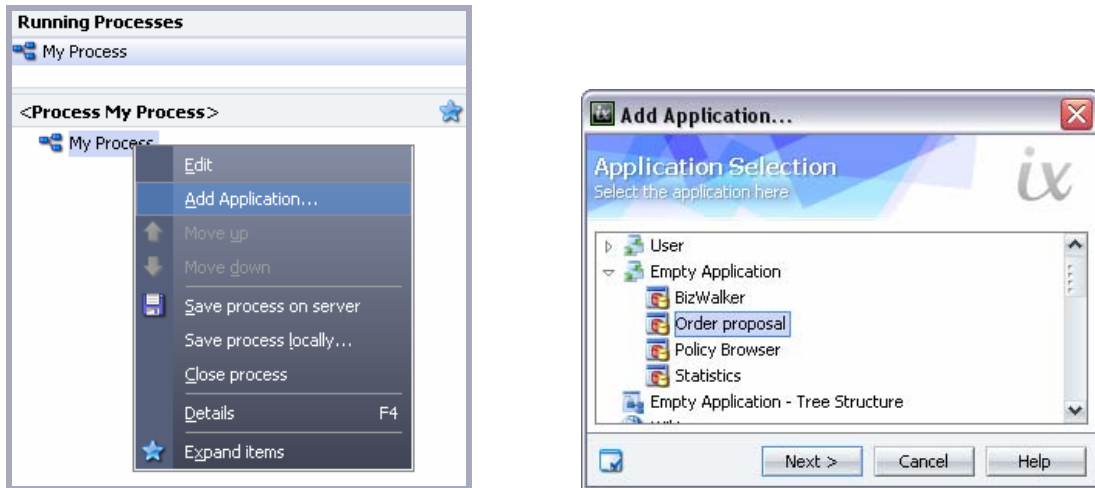 Running Processes
My Process
<Process My Process>
My Process
Edit
Add Application...
Move up
Move down
Save process on server
Save process locally...
Close process
Details F4
Expand items
ix Add Application...
Application Selection
Select the application here
ix
User
Empty Application
BizWalker
Order proposal
Policy Browser
Statistics
Empty Application - Tree Structure
Next > Cancel Help